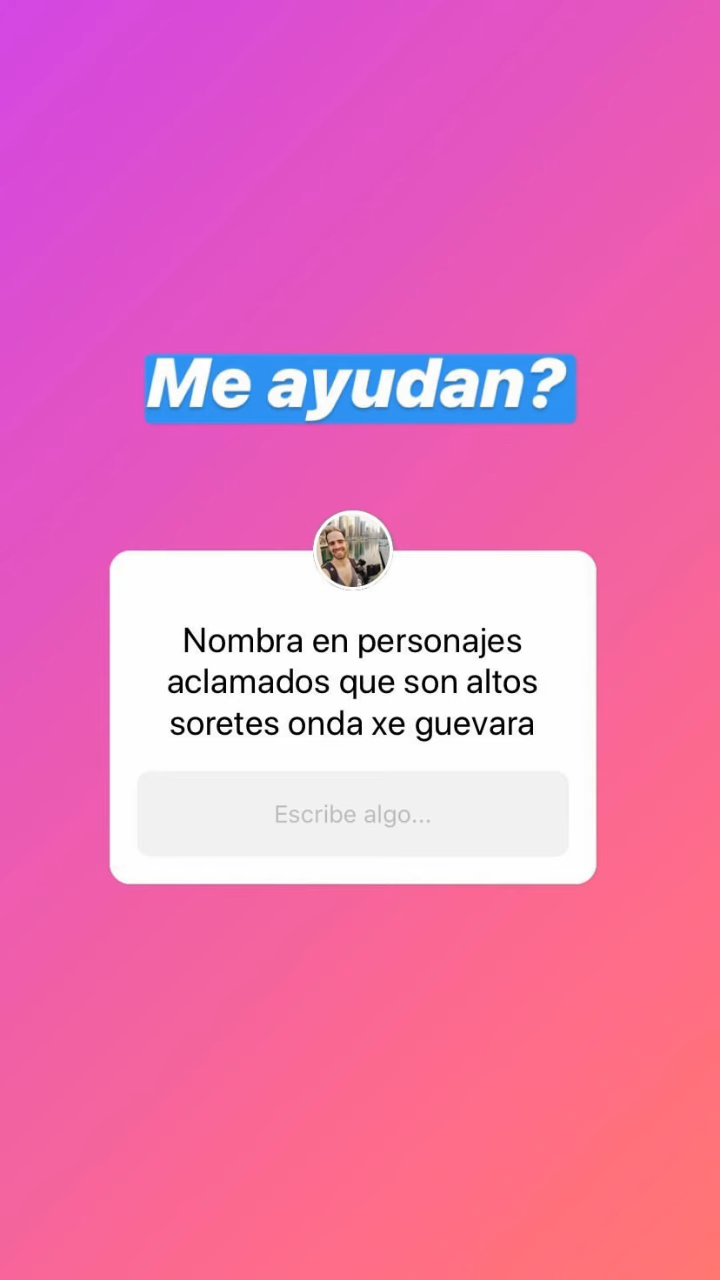 Me ayudan?
Nombra en personajes
aclamados que son altos
soretes onda xe guevara
Escribe algo...